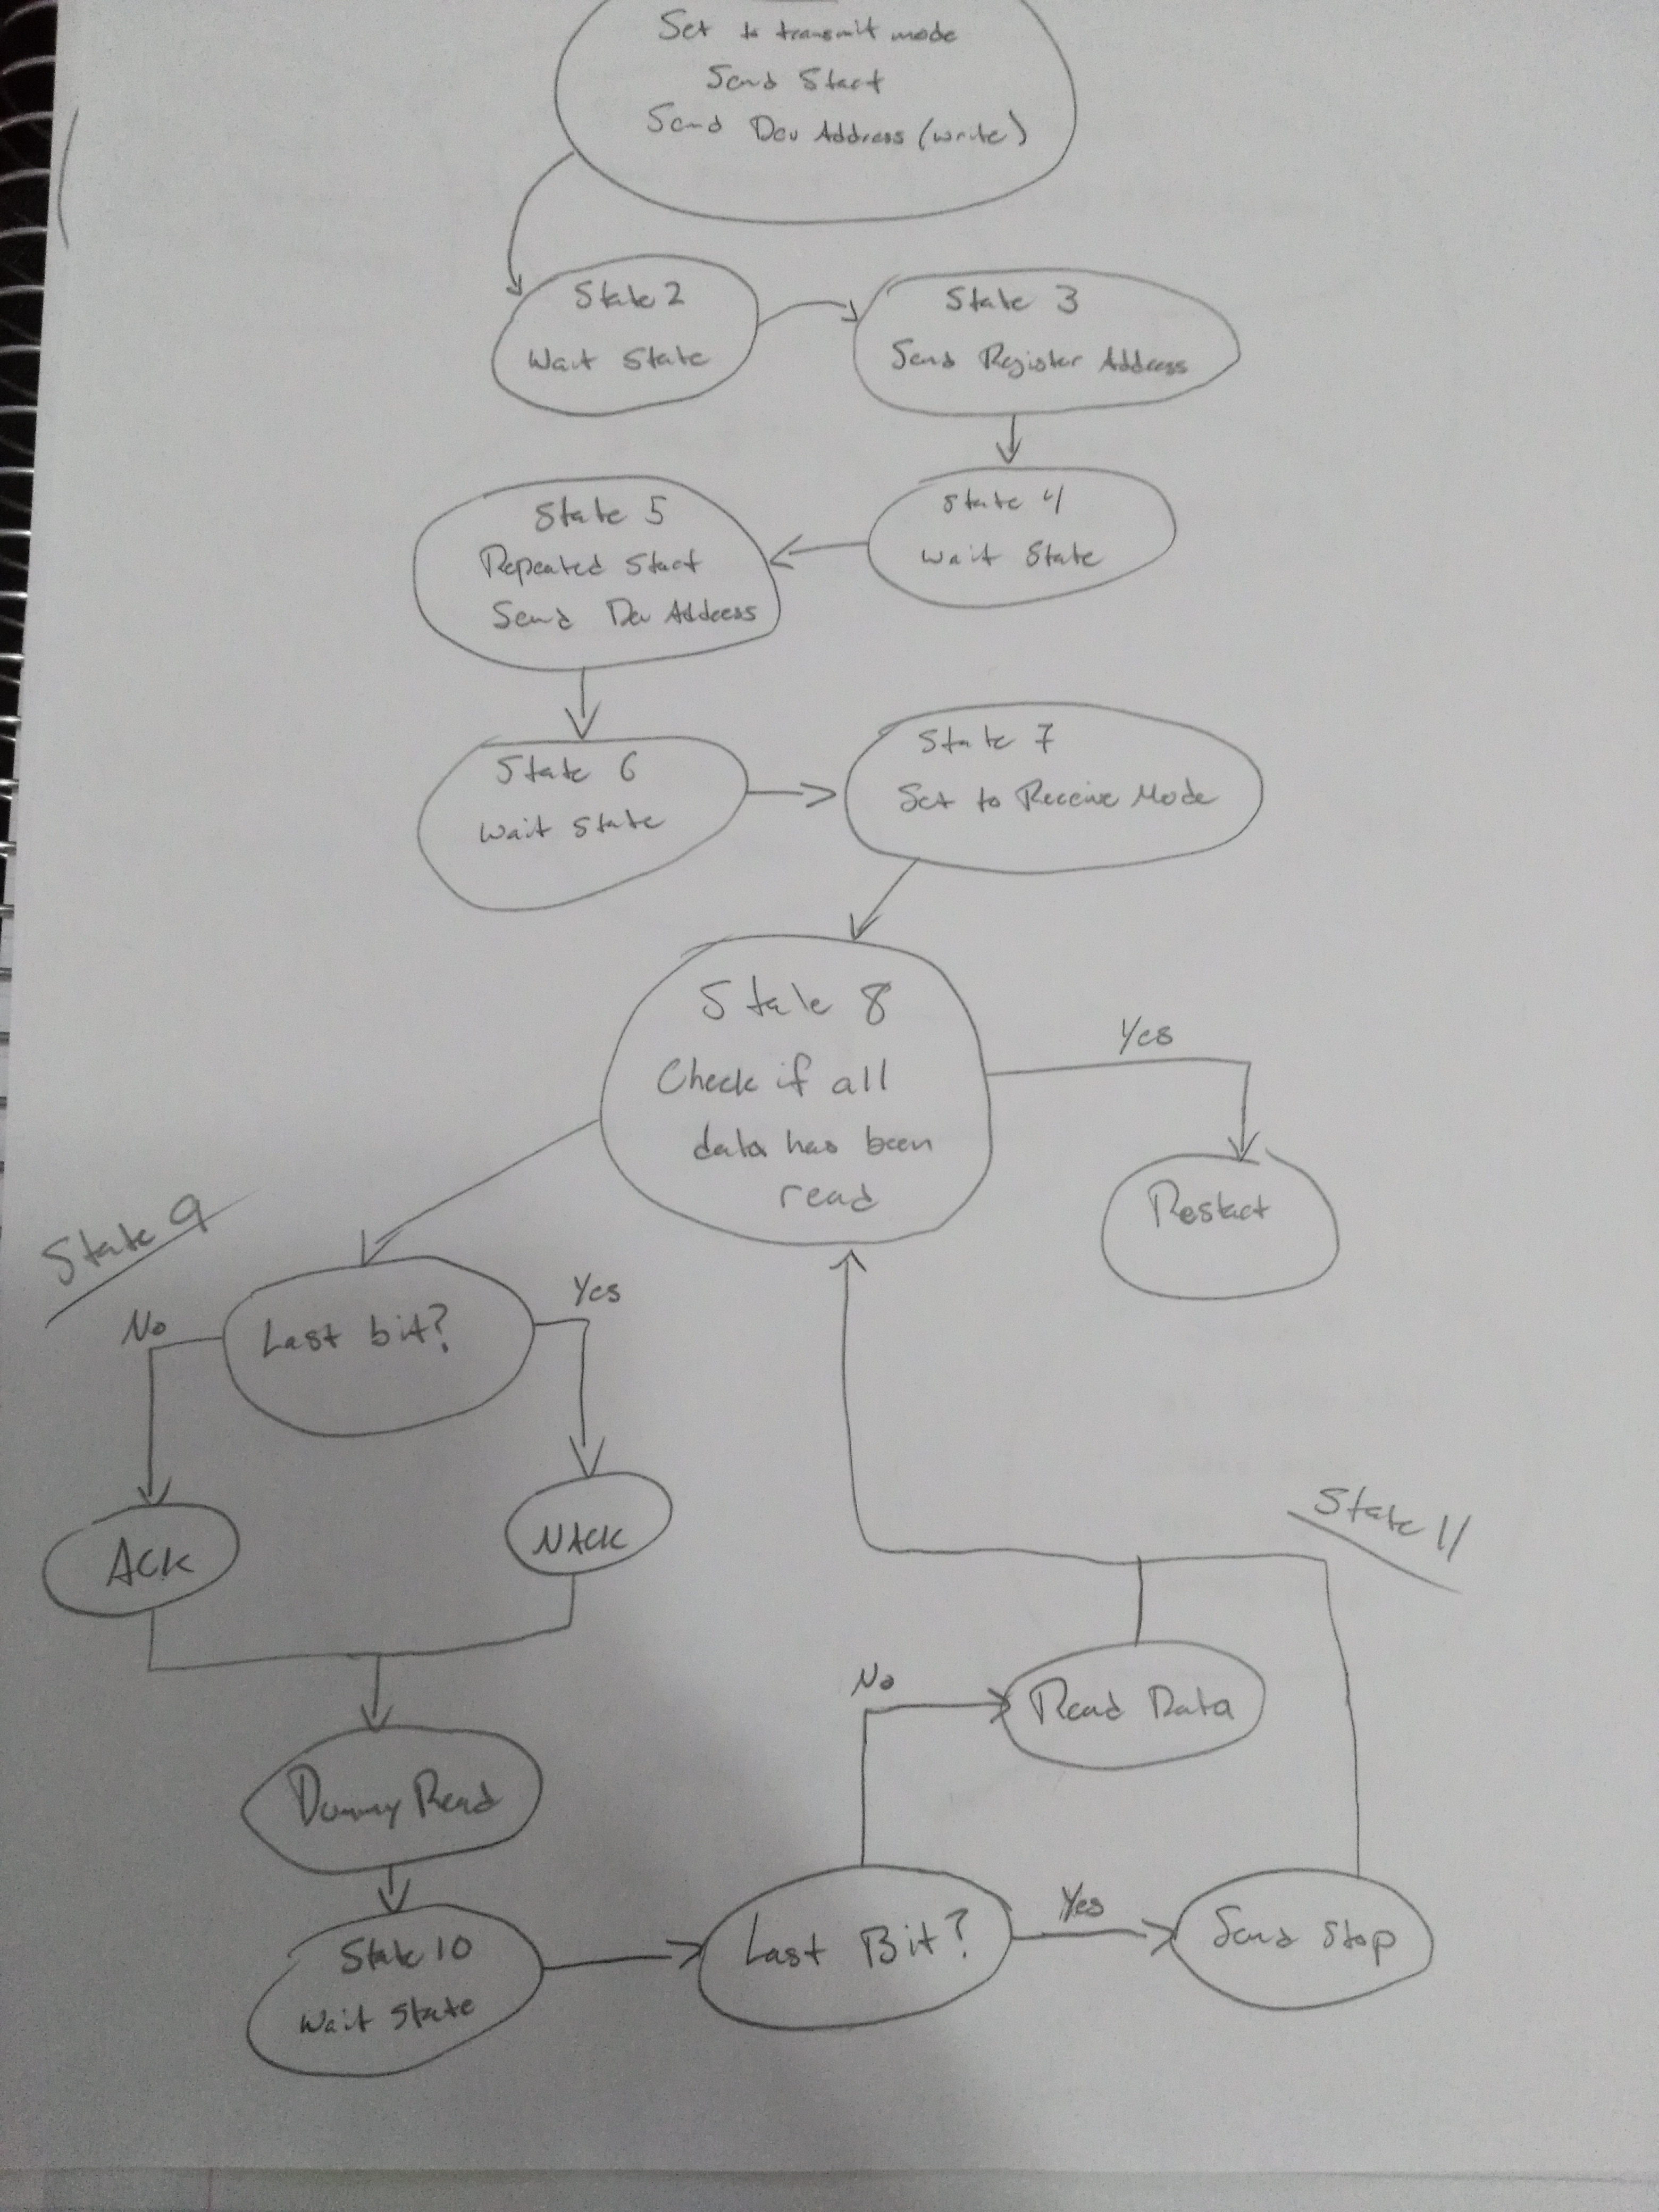 Set to transmit mode
Send Start
Send Dev Address (write)
State 2
Wait State
State 3
Send Register Address
State 4
Wait State
State 5
Repeated Start
Send Dev Address
State 6
Wait State
State 7
Set to Receive Mode
State 8
Check if all
data has been
read
Yes
Restart
State 9
Last bit?
No
Yes
ACK
NACK
Dummy Read
State 10
Wait State
State 11
Last Bit?
No
Read Data
Yes
Send Stop